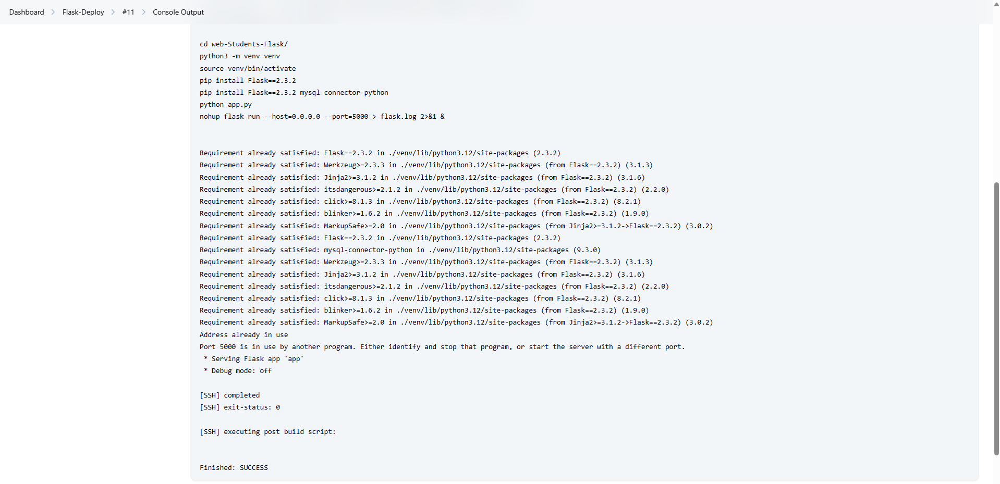 Dashboard > Flask-Deploy > #11 > Console Output
cd web-Students-Flask/
python3 -m venv venv
source venv/bin/activate
pip install Flask==2.3.2
pip install Flask==2.3.2 mysql-connector-python
python app.py
nohup flask run --host=0.0.0.0 --port=5000 > flask.log 2>&1 &
Requirement already satisfied: Flask==2.3.2 in ./venv/lib/python3.12/site-packages (2.3.2)
Requirement already satisfied: Werkzeug>=2.3.3 in ./venv/lib/python3.12/site-packages (from Flask==2.3.2) (3.1.3)
Requirement already satisfied: Jinja2>=3.1.2 in ./venv/lib/python3.12/site-packages (from Flask==2.3.2) (3.1.6)
Requirement already satisfied: itsdangerous>=2.1.2 in ./venv/lib/python3.12/site-packages (from Flask==2.3.2) (2.2.0)
Requirement already satisfied: click>=8.1.3 in ./venv/lib/python3.12/site-packages (from Flask==2.3.2) (8.2.1)
Requirement already satisfied: blinker>=1.6.2 in ./venv/lib/python3.12/site-packages (from Flask==2.3.2) (1.9.0)
Requirement already satisfied: MarkupSafe>=2.0 in ./venv/lib/python3.12/site-packages (from Jinja2>=3.1.2->Flask==2.3.2) (3.0.2)
Requirement already satisfied: Flask==2.3.2 in ./venv/lib/python3.12/site-packages (2.3.2)
Requirement already satisfied: mysql-connector-python in ./venv/lib/python3.12/site-packages (9.3.0)
Requirement already satisfied: Werkzeug>=2.3.3 in ./venv/lib/python3.12/site-packages (from Flask==2.3.2) (3.1.3)
Requirement already satisfied: Jinja2>=3.1.2 in ./venv/lib/python3.12/site-packages (from Flask==2.3.2) (3.1.6)
Requirement already satisfied: itsdangerous>=2.1.2 in ./venv/lib/python3.12/site-packages (from Flask==2.3.2) (2.2.0)
Requirement already satisfied: click>=8.1.3 in ./venv/lib/python3.12/site-packages (from Flask==2.3.2) (8.2.1)
Requirement already satisfied: blinker>=1.6.2 in ./venv/lib/python3.12/site-packages (from Flask==2.3.2) (1.9.0)
Requirement already satisfied: MarkupSafe>=2.0 in ./venv/lib/python3.12/site-packages (from Jinja2>=3.1.2->Flask==2.3.2) (3.0.2)
Address already in use
Port 5000 is in use by another program. Either identify and stop that program, or start the server with a different port.
 * Serving Flask app 'app'
 * Debug mode: off
[SSH] completed
[SSH] exit-status: 0
[SSH] executing post build script:
Finished: SUCCESS